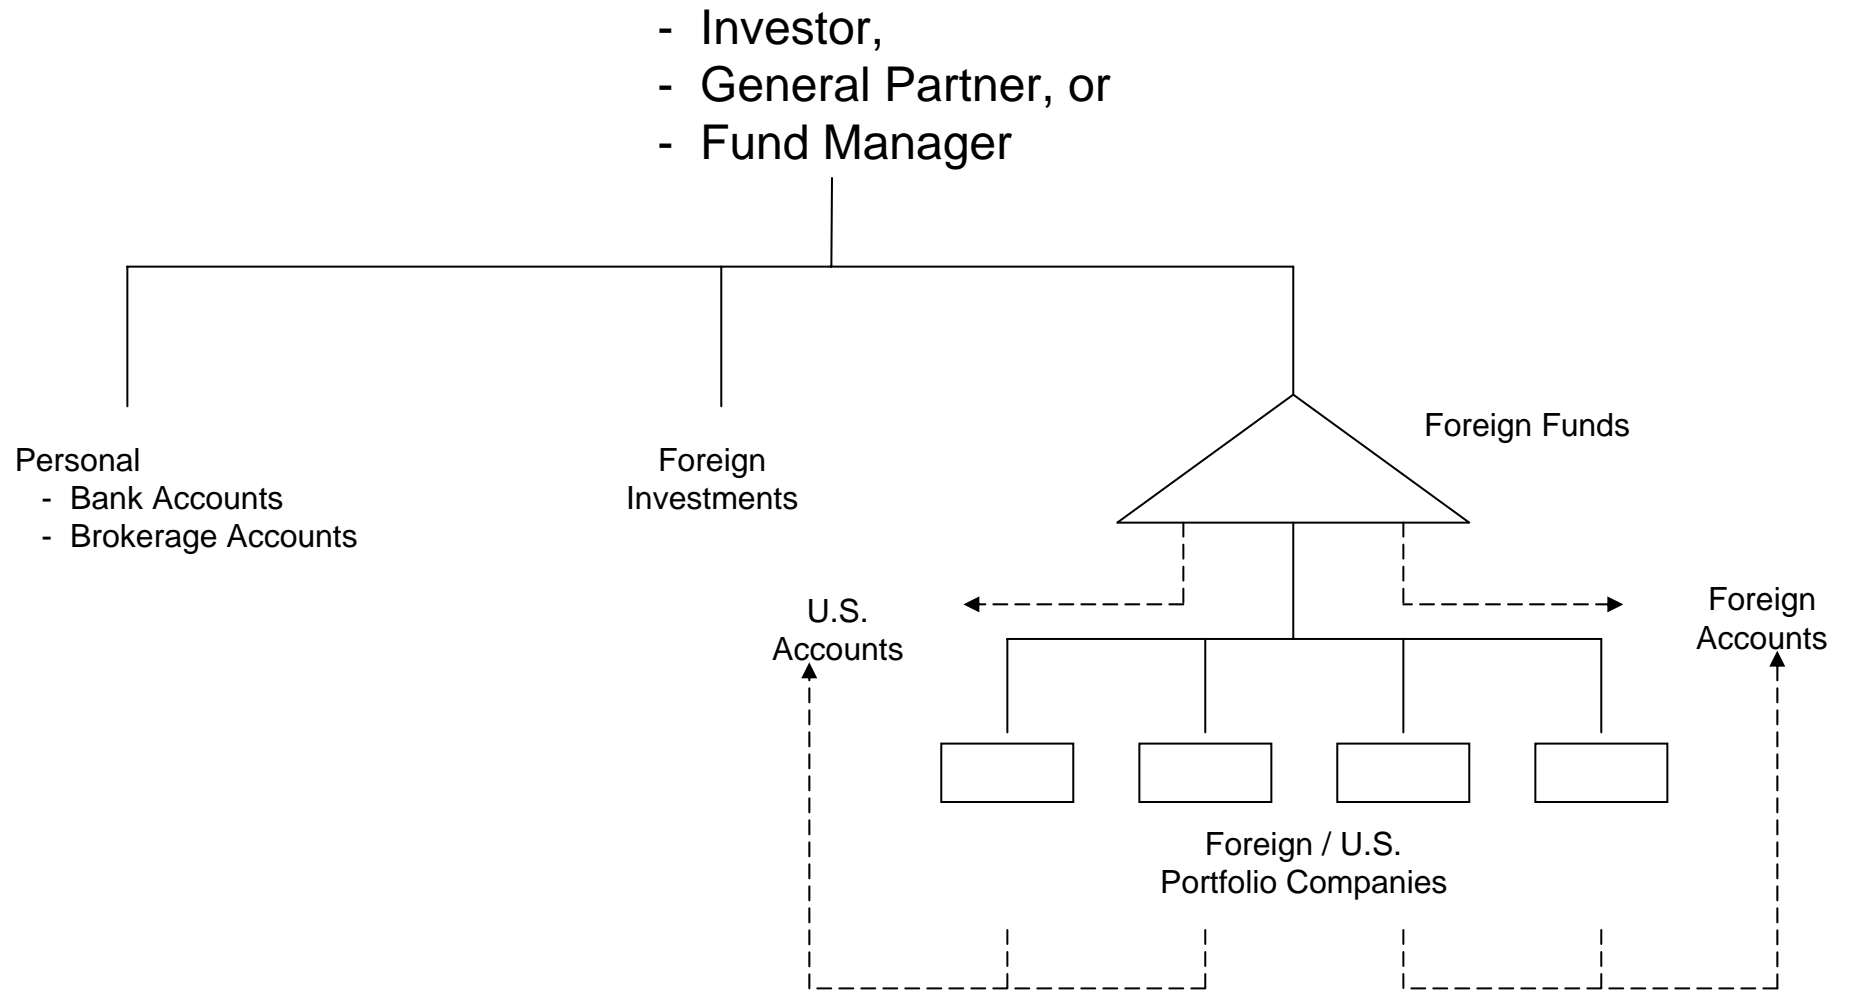 - Investor,
- General Partner, or
- Fund Manager
Personal
- Bank Accounts
- Brokerage Accounts
Foreign
Investments
Foreign Funds
U.S.
Accounts
Foreign
Accounts
Foreign / U.S.
Portfolio Companies